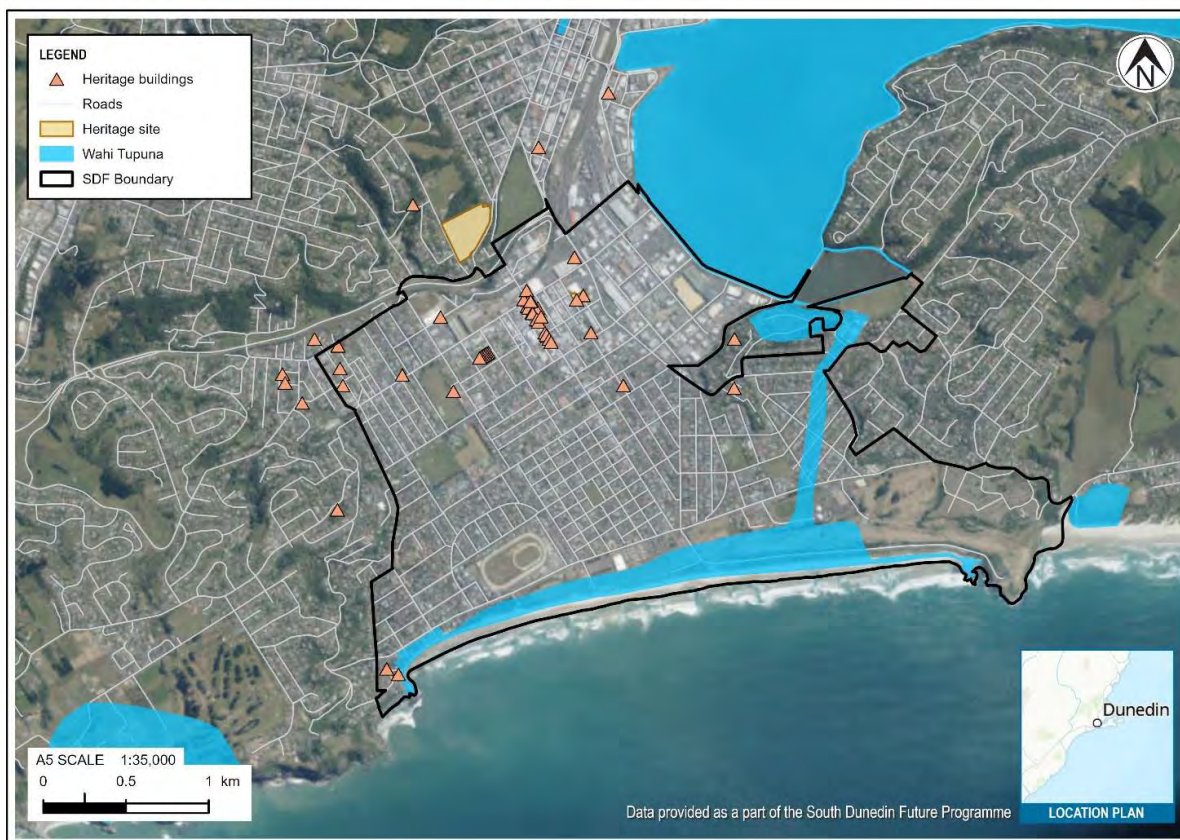 LEGEND
Heritage buildings
Roads
Heritage site
Wahi Tupuna
SDF Boundary
N
A5 SCALE 1:35,000
0 0.5 1 km
Dunedin
Data provided as a part of the South Dunedin Future Programme
LOCATION PLAN